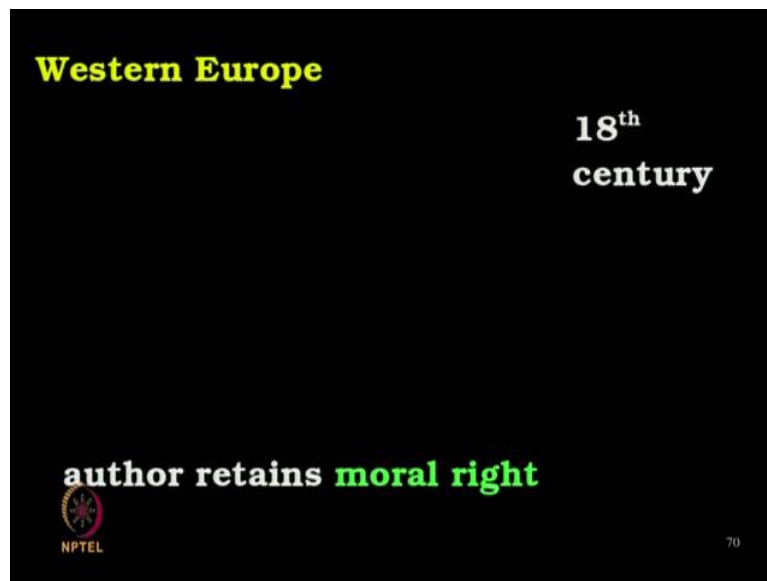 Western Europe
18th
century
author retains moral right
NPTEL
70